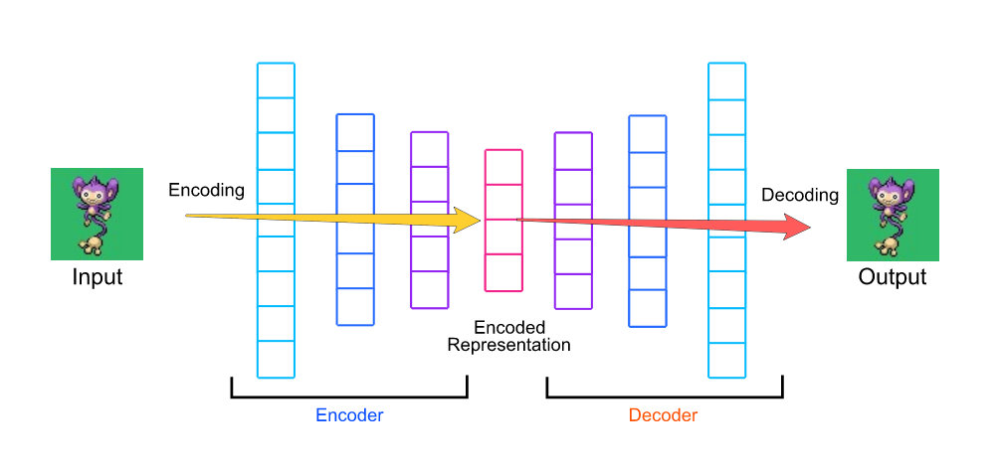 Encoding
Decoding
Input
Output
Encoded
Representation
Encoder
Decoder